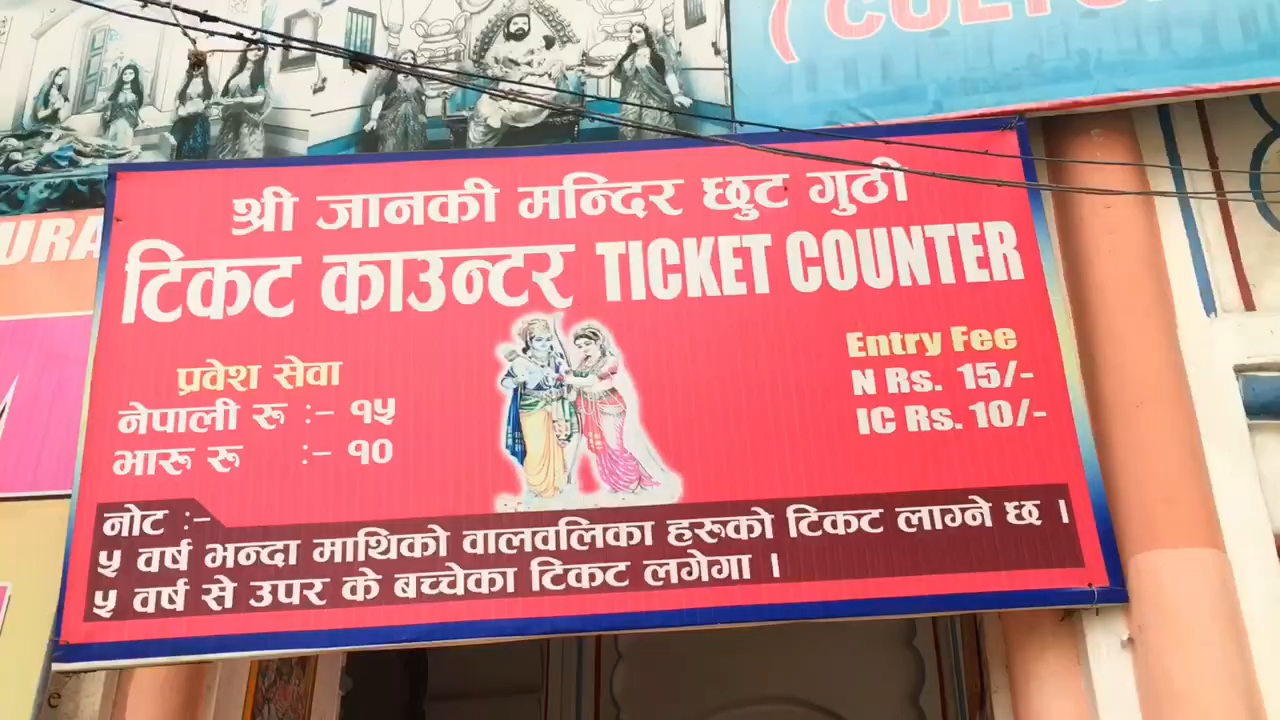 श्री जानकी मन्दिर छुट गुठी
टिकट काउन्टर TICKET COUNTER
प्रवेश सेवा
नेपाली रू :- १५
भारू रू :- १०
Entry Fee
N Rs. 15/-
IC Rs. 10/-
नोट :-
५ वर्ष भन्दा माथिको वालवलिका हरूको टिकट लाग्ने छ ।
५ वर्ष से उपर के बच्चेका टिकट लगेगा ।